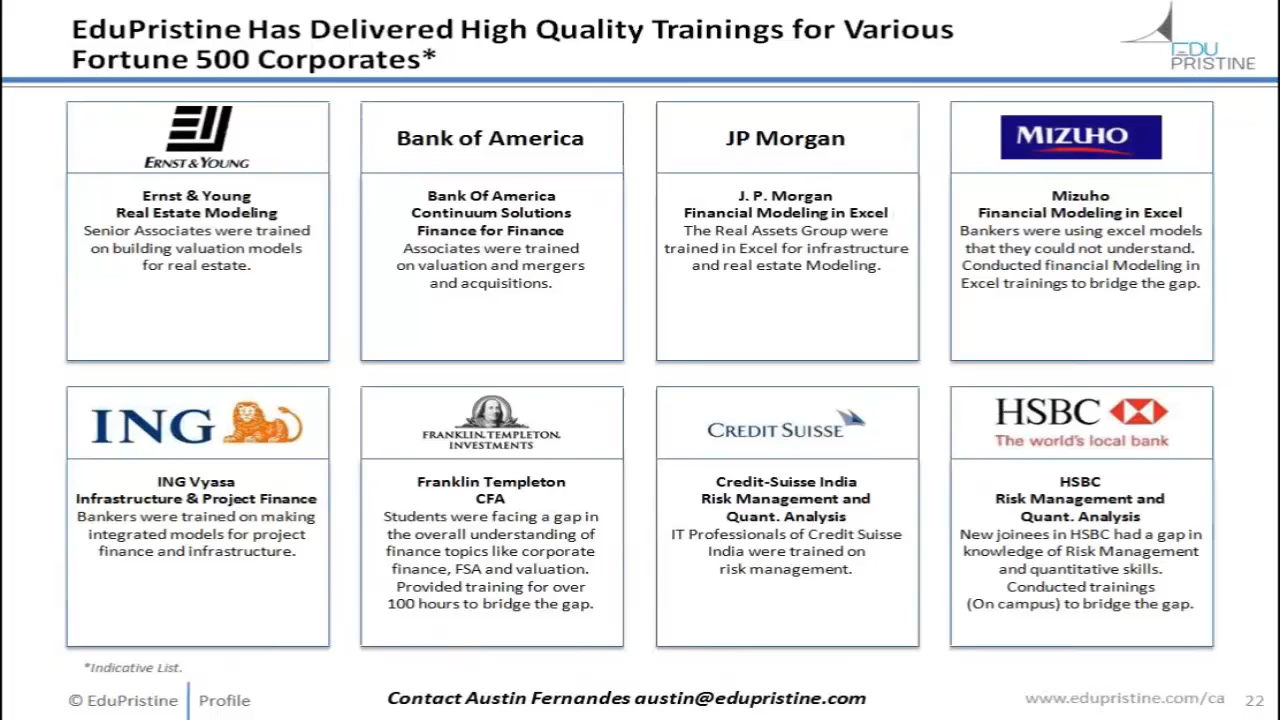 EduPristine Has Delivered High Quality Trainings for Various
Fortune 500 Corporates*
EDU
PRISTINE
ERNST & YOUNG
Ernst & Young
Real Estate Modeling
Senior Associates were trained
on building valuation models
for real estate.
Bank of America
Bank Of America
Continuum Solutions
Finance for Finance
Associates were trained
on valuation and mergers
and acquisitions.
JP Morgan
J. P. Morgan
Financial Modeling in Excel
The Real Assets Group were
trained in Excel for infrastructure
and real estate Modeling.
MIZUHO
Mizuho
Financial Modeling in Excel
Bankers were using excel models
that they could not understand.
Conducted financial Modeling in
Excel trainings to bridge the gap.
ING
ING Vyasa
Infrastructure & Project Finance
Bankers were trained on making
integrated models for project
finance and infrastructure.
FRANKLIN TEMPLETON
INVESTMENTS
Franklin Templeton
CFA
Students were facing a gap in
the overall understanding of
finance topics like corporate
finance, FSA and valuation.
Provided training for over
100 hours to bridge the gap.
CREDIT SUISSE
Credit-Suisse India
Risk Management and
Quant. Analysis
IT Professionals of Credit Suisse
India were trained on
risk management.
HSBC
The world's local bank
HSBC
Risk Management and
Quant. Analysis
New joinees in HSBC had a gap in
knowledge of Risk Management
and quantitative skills.
Conducted trainings
(On campus) to bridge the gap.
*Indicative List.
© EduPristine Profile
Contact Austin Fernandes austin@edupristine.com
www.edupristine.com/ca 22